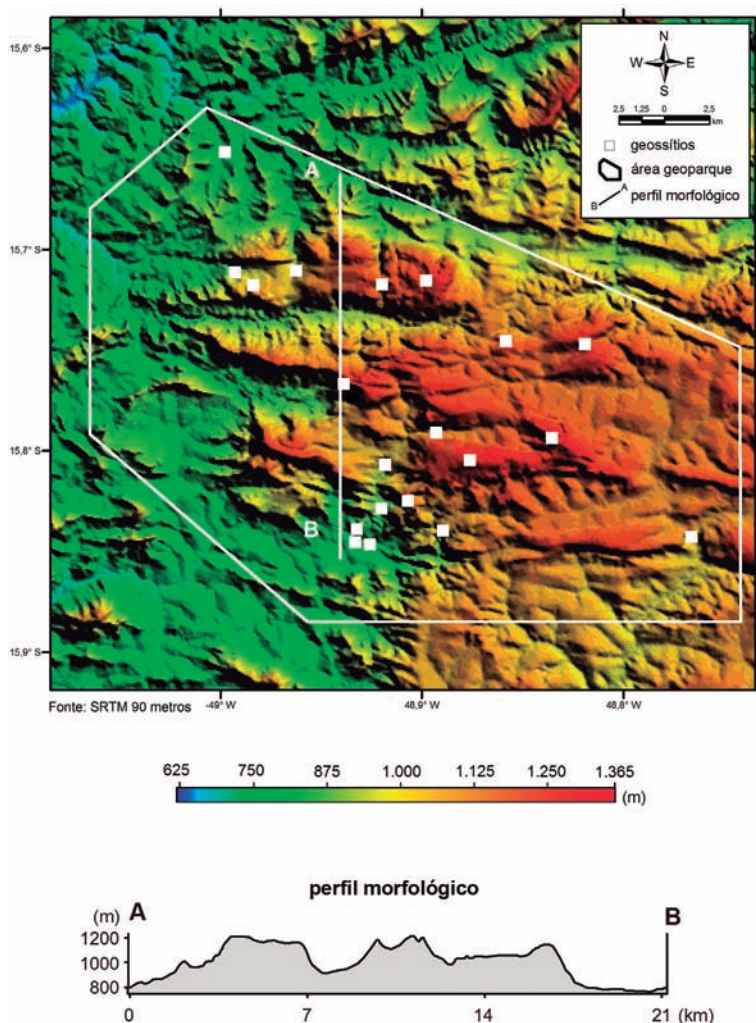 15,6° S
15,7° S
15,8° S
15,9° S
N
W E
S
2.5 1,25 0 2.5
km
geossítios
área geoparque
A
B
perfil morfológico
A
B
Fonte: SRTM 90 metros
-49° W
48,9° W
48,8° W
625 750 875 1.000 1.125 1.250 1.365
(m)
perfil morfológico
(m) A B
1200
1000
800
0 7 14 21 (km)